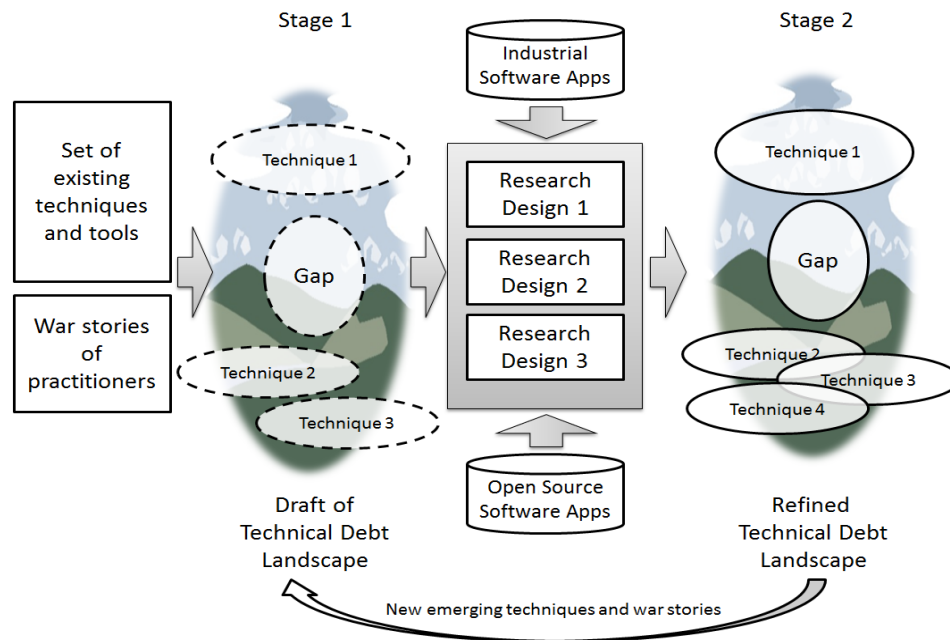 Stage 1
Stage 2
Industrial
Software Apps
Set of
existing
techniques
and tools
War stories
of
practitioners
Technique 1
Gap
Technique 2
Technique 3
Research
Design 1
Research
Design 2
Research
Design 3
Open Source
Software Apps
Technique 1
Gap
Technique 2
Technique 3
Technique 4
Draft of
Technical Debt
Landscape
Refined
Technical Debt
Landscape
New emerging techniques and war stories